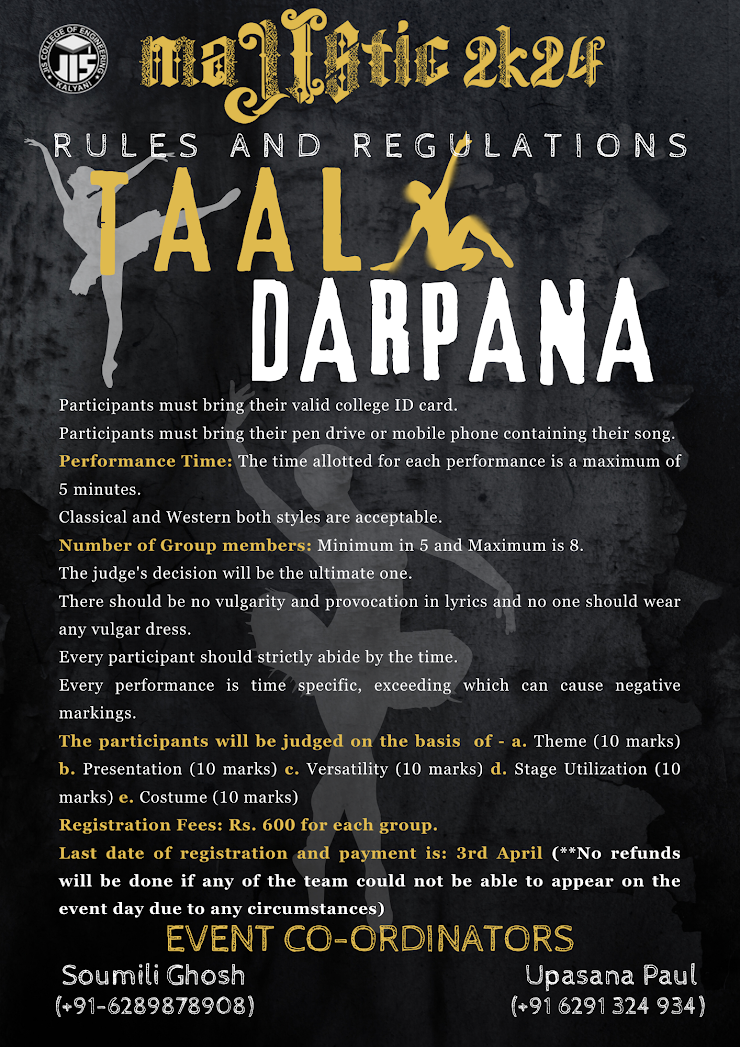 JIS COLLEGE OF ENGINEERING
JIS
KALYANI
maJIStic 2k24
RULES AND REGULATIONS
TAAL
DARPANA
Participants must bring their valid college ID card.
Participants must bring their pen drive or mobile phone containing their song.
Performance Time: The time allotted for each performance is a maximum of
5 minutes.
Classical and Western both styles are acceptable.
Number of Group members: Minimum in 5 and Maximum is 8.
The judge's decision will be the ultimate one.
There should be no vulgarity and provocation in lyrics and no one should wear
any vulgar dress.
Every participant should strictly abide by the time.
Every performance is time specific, exceeding which can cause negative
markings.
The participants will be judged on the basis of - a. Theme (10 marks)
b. Presentation (10 marks) c. Versatility (10 marks) d. Stage Utilization (10
marks) e. Costume (10 marks)
Registration Fees: Rs. 600 for each group.
Last date of registration and payment is: 3rd April (**No refunds
will be done if any of the team could not be able to appear on the
event day due to any circumstances)
EVENT CO-ORDINATORS
Soumili Ghosh Upasana Paul
(+91-6289878908) (+91 6291 324 934)